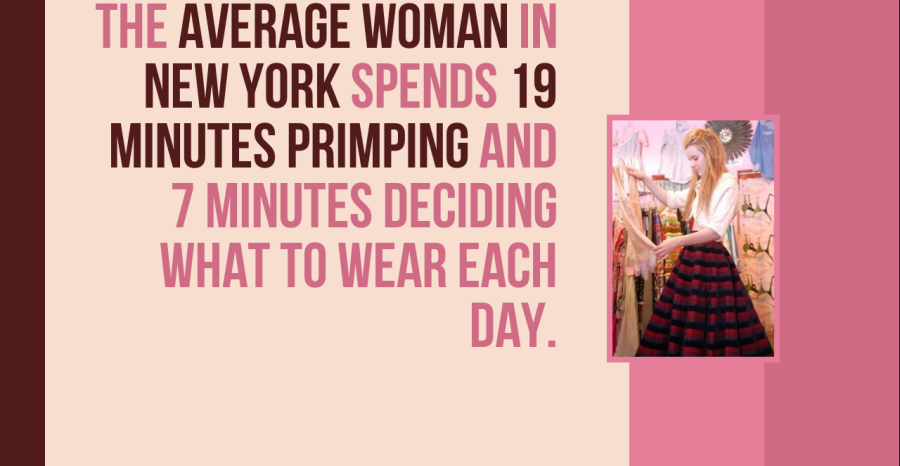 THE AVERAGE WOMAN IN
NEW YORK SPENDS 19
MINUTES PRIMPING AND
7 MINUTES DECIDING
WHAT TO WEAR EACH
DAY.